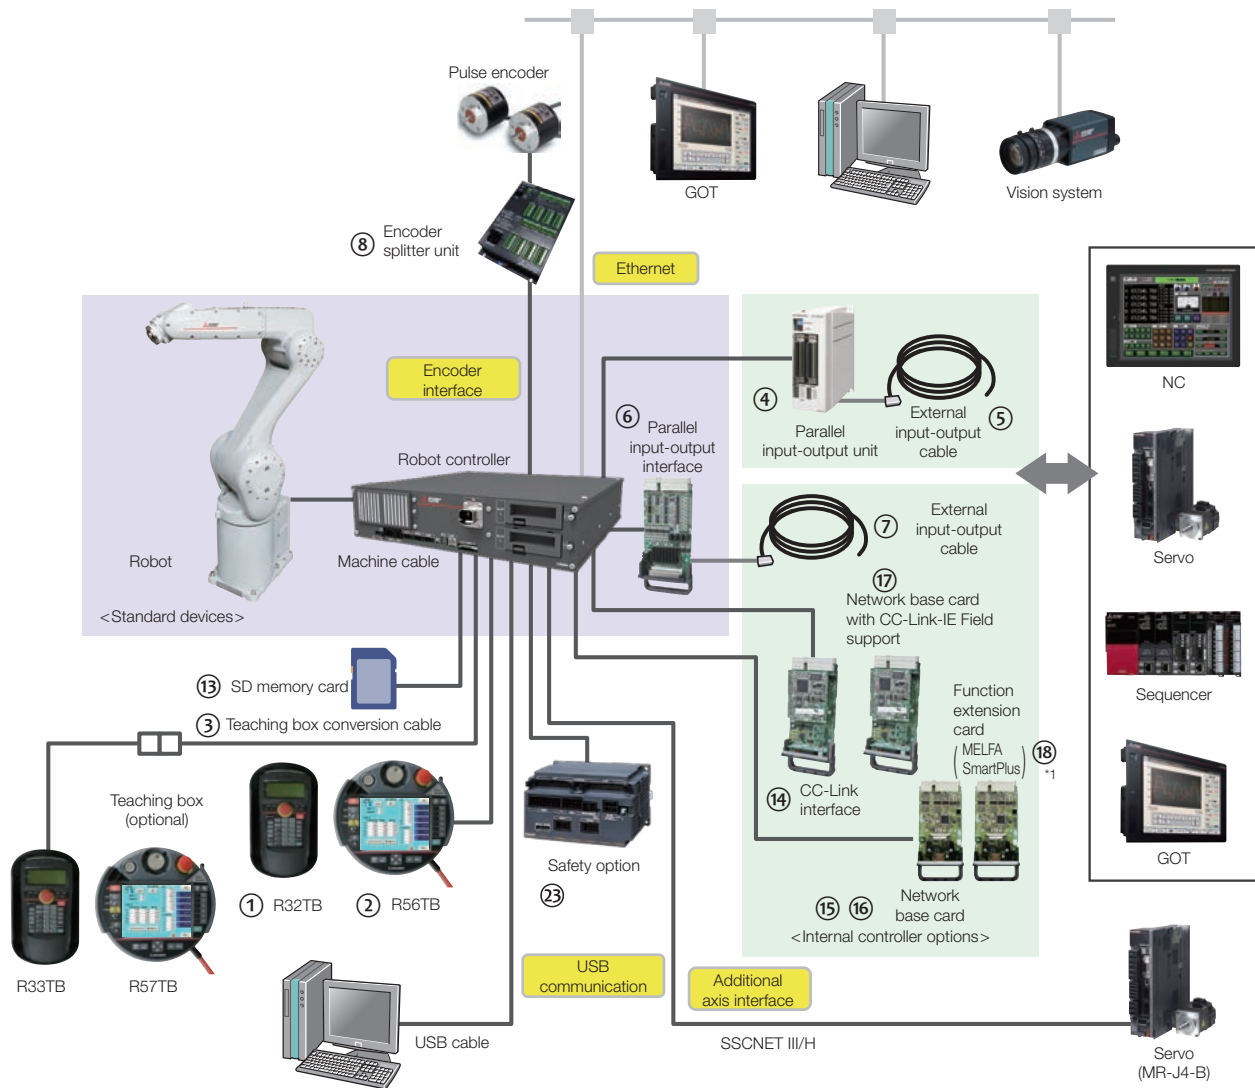 Pulse encoder
GOT
Vision system
⑧ Encoder
splitter unit
Ethernet
Encoder
interface
NC
④
Parallel
input-output unit
External
input-output
cable
⑤
⑥ Parallel
input-output
interface
Robot controller
Robot
Machine cable
<Standard devices>
⑦ External
input-output
cable
Servo
⑰
Network base card
with CC-Link-IE Field
support
Sequencer
⑬ SD memory card
③ Teaching box conversion cable
Function
extension
card
(MELFA
SmartPlus)
⑱
*1
⑭ CC-Link
interface
Teaching box
(optional)
GOT
Safety option
㉓
① R32TB
② R56TB
⑮ ⑯
Network
base card
<Internal controller options>
R33TB
R57TB
USB
communication
Additional
axis interface
USB cable
SSCNET III/H
Servo
(MR-J4-B)